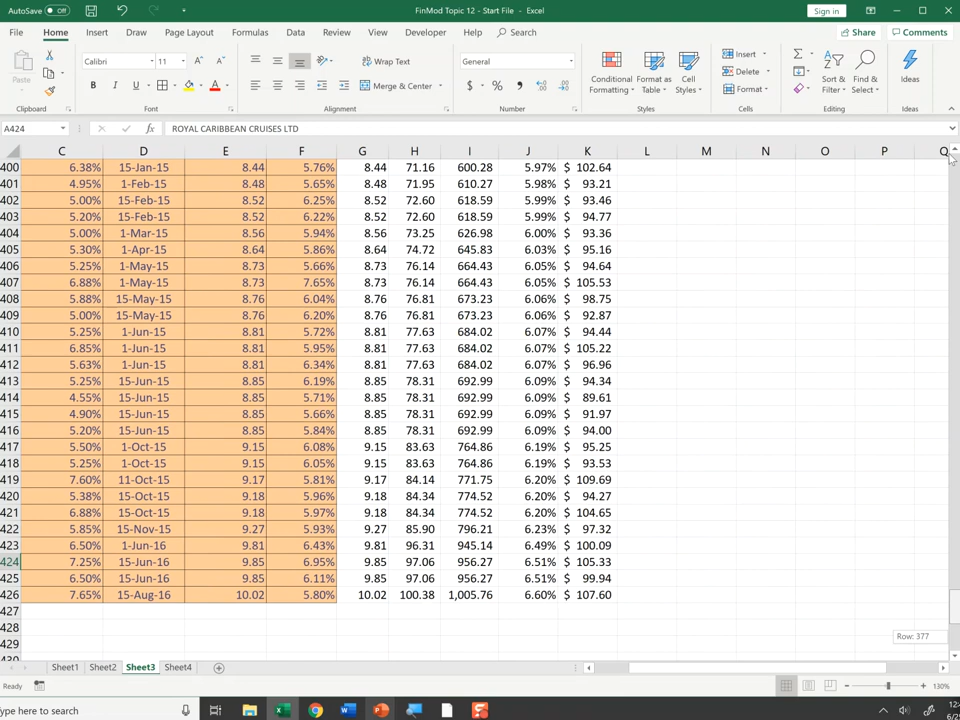 AutoSave Off FinMod Topic 12 - Start File - Excel Sign in
File Home Insert Draw Page Layout Formulas Data Review View Developer Help Search Share Comments
Paste Calibri 11 Wrap Text General Conditional Format as Cell Insert Delete Format Sort & Find & Ideas
B I U Merge & Center $ % Formatting Table Styles Filter Select
Clipboard Font Alignment Number Styles Cells Editing Ideas
A424 fx ROYAL CARIBBEAN CRUISES LTD
C D E F G H I J K L M N O P Q
400 6.38% 15-Jan-15 8.44 5.76% 8.44 71.16 600.28 5.97% $ 102.64
401 4.95% 1-Feb-15 8.48 5.65% 8.48 71.95 610.27 5.98% $ 93.21
402 5.00% 15-Feb-15 8.52 6.25% 8.52 72.60 618.59 5.99% $ 93.46
403 5.20% 15-Feb-15 8.52 6.22% 8.52 72.60 618.59 5.99% $ 94.77
404 5.00% 1-Mar-15 8.56 5.94% 8.56 73.25 626.98 6.00% $ 93.36
405 5.30% 1-Apr-15 8.64 5.86% 8.64 74.72 645.83 6.03% $ 95.16
406 5.25% 1-May-15 8.73 5.66% 8.73 76.14 664.43 6.05% $ 94.64
407 6.88% 1-May-15 8.73 7.65% 8.73 76.14 664.43 6.05% $ 105.53
408 5.88% 15-May-15 8.76 6.04% 8.76 76.81 673.23 6.06% $ 98.75
409 5.00% 15-May-15 8.76 6.20% 8.76 76.81 673.23 6.06% $ 92.87
410 5.25% 1-Jun-15 8.81 5.72% 8.81 77.63 684.02 6.07% $ 94.44
411 6.85% 1-Jun-15 8.81 5.95% 8.81 77.63 684.02 6.07% $ 105.22
412 5.63% 1-Jun-15 8.81 6.34% 8.81 77.63 684.02 6.07% $ 96.96
413 5.25% 15-Jun-15 8.85 6.19% 8.85 78.31 692.99 6.09% $ 94.34
414 4.55% 15-Jun-15 8.85 5.71% 8.85 78.31 692.99 6.09% $ 89.61
415 4.90% 15-Jun-15 8.85 5.66% 8.85 78.31 692.99 6.09% $ 91.97
416 5.20% 15-Jun-15 8.85 5.84% 8.85 78.31 692.99 6.09% $ 94.00
417 5.50% 1-Oct-15 9.15 6.08% 9.15 83.63 764.86 6.19% $ 95.25
418 5.25% 1-Oct-15 9.15 6.05% 9.15 83.63 764.86 6.19% $ 93.53
419 7.60% 11-Oct-15 9.17 5.81% 9.17 84.14 771.75 6.20% $ 109.69
420 5.38% 15-Oct-15 9.18 5.96% 9.18 84.34 774.52 6.20% $ 94.27
421 6.88% 15-Oct-15 9.18 5.97% 9.18 84.34 774.52 6.20% $ 104.65
422 5.85% 15-Nov-15 9.27 5.93% 9.27 85.90 796.21 6.23% $ 97.32
423 6.50% 1-Jun-16 9.81 6.43% 9.81 96.31 945.14 6.49% $ 100.09
424 7.25% 15-Jun-16 9.85 6.95% 9.85 97.06 956.27 6.51% $ 105.33
425 6.50% 15-Jun-16 9.85 6.11% 9.85 97.06 956.27 6.51% $ 99.94
426 7.65% 15-Aug-16 10.02 5.80% 10.02 100.38 1,005.76 6.60% $ 107.60
427
428
429 Row: 377
Sheet1 Sheet2 Sheet3 Sheet4
Ready 130%
ype here to search